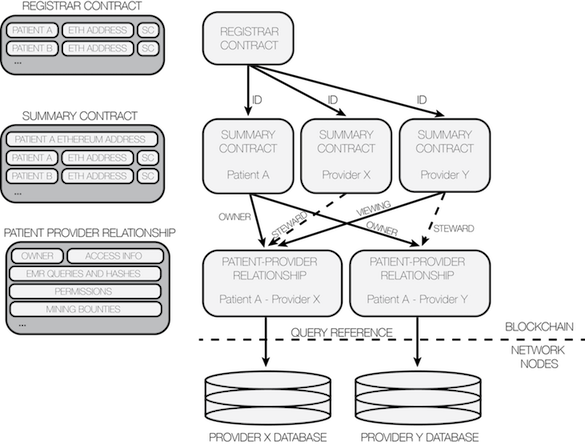 REGISTRAR CONTRACT
PATIENT A ETH ADDRESS SC
PATIENT B ETH ADDRESS SC
...
SUMMARY CONTRACT
PATIENT A ETHEREUM ADDRESS
PATIENT A ETH ADDRESS SC
PATIENT B ETH ADDRESS SC
...
PATIENT PROVIDER RELATIONSHIP
OWNER ACCESS INFO
EMR QUERIES AND HASHES
PERMISSIONS
MINING BOUNTIES
...
REGISTRAR
CONTRACT
ID ID ID
SUMMARY
CONTRACT
Patient A
SUMMARY
CONTRACT
Provider X
SUMMARY
CONTRACT
Provider Y
OWNER
STEWARD
VIEWING
OWNER
STEWARD
PATIENT-PROVIDER
RELATIONSHIP
Patient A - Provider X
PATIENT-PROVIDER
RELATIONSHIP
Patient A - Provider Y
QUERY REFERENCE
BLOCKCHAIN
NETWORK
NODES
PROVIDER X DATABASE
PROVIDER Y DATABASE